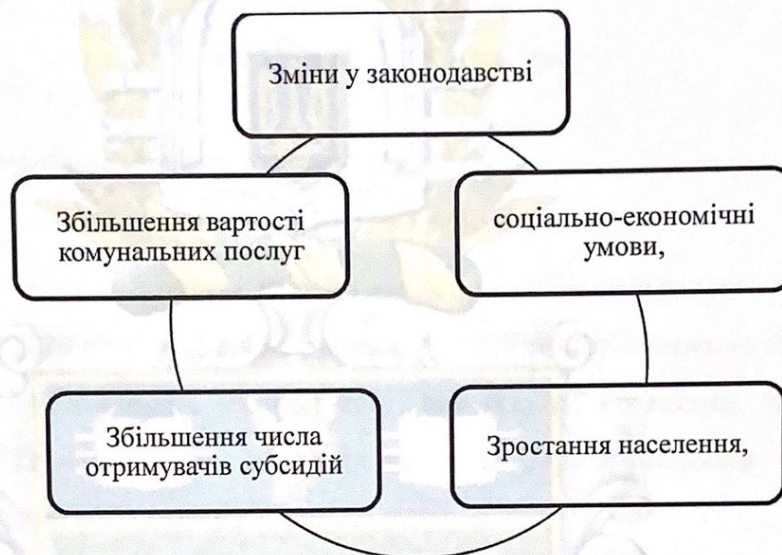 Зміни у законодавстві
Збільшення вартості
комунальних послуг
соціально-економічні
умови,
Збільшення числа
отримувачів субсидій
Зростання населення,